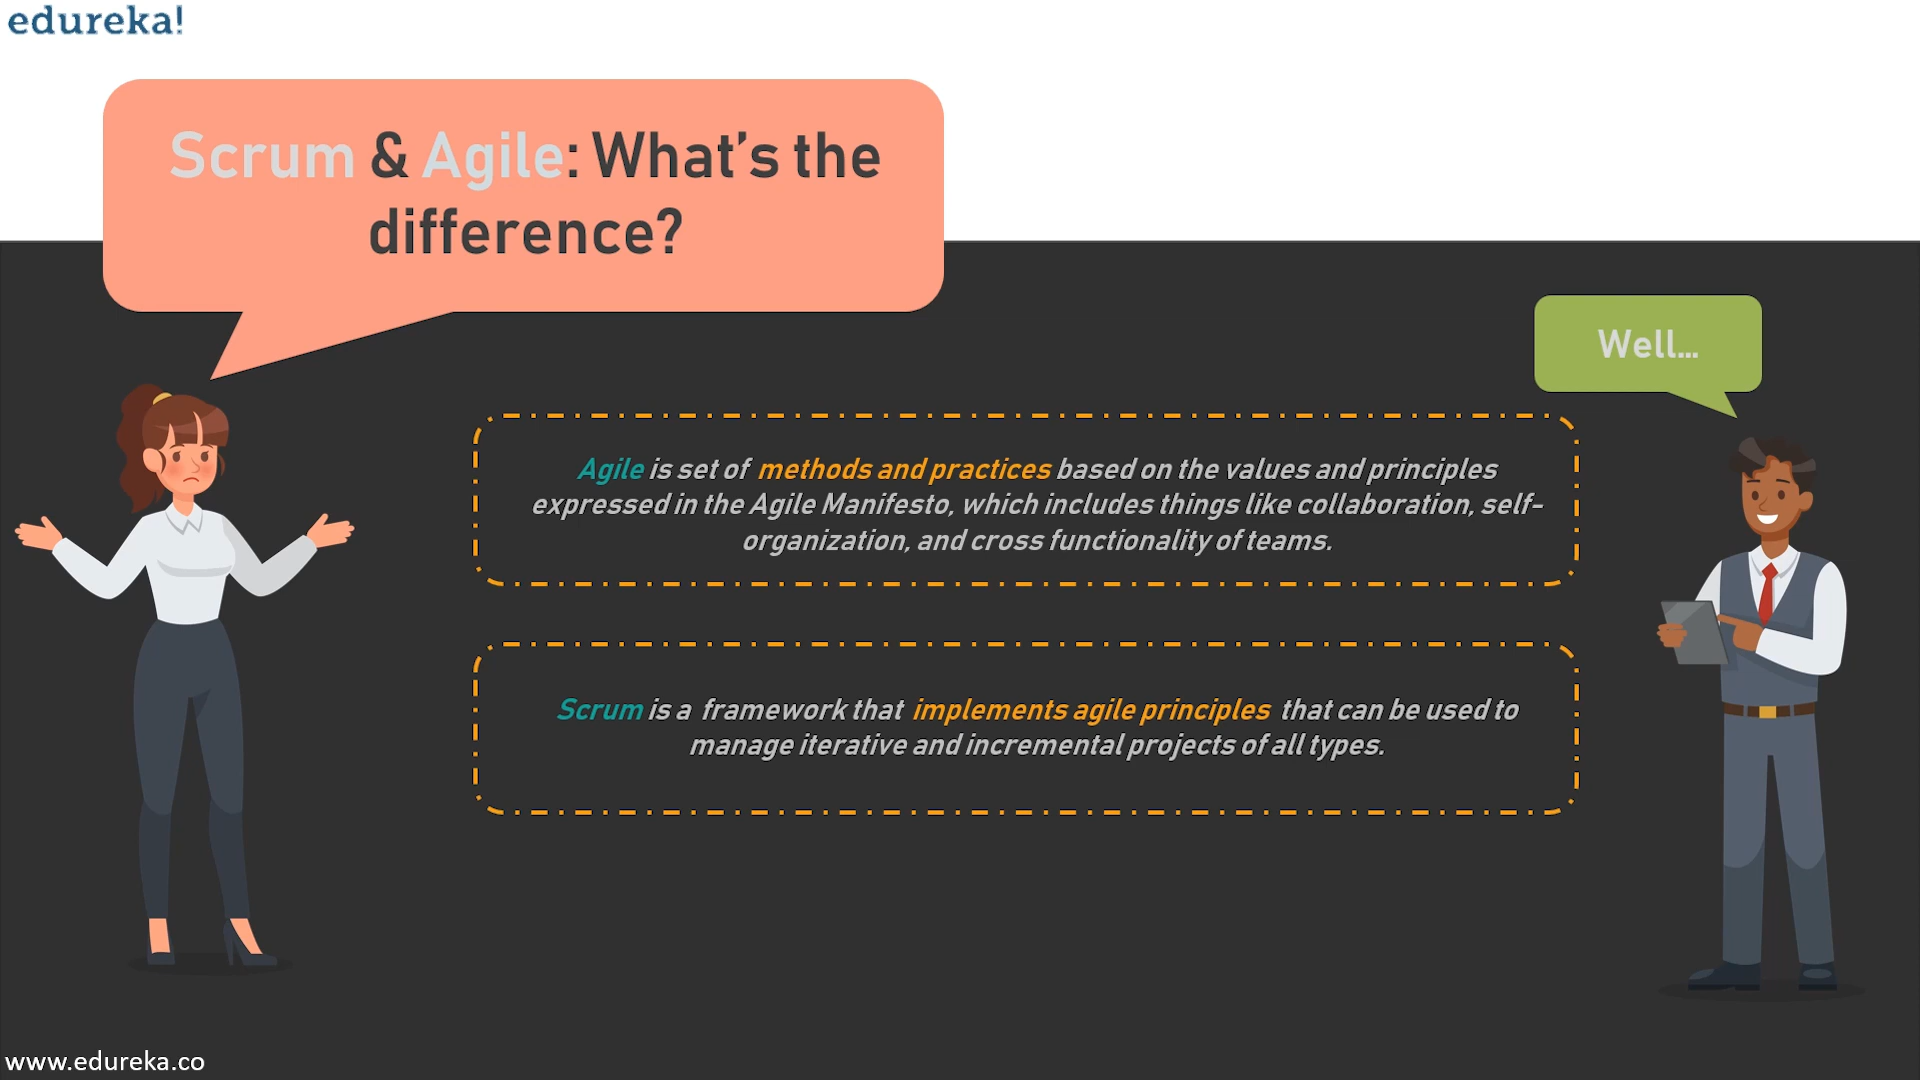 edureka!
Scrum & Agile: What's the
difference?
Well...
Agile is set of methods and practices based on the values and principles
expressed in the Agile Manifesto, which includes things like collaboration, self-
organization, and cross functionality of teams.
Scrum is a framework that implements agile principles that can be used to
manage iterative and incremental projects of all types.
www.edureka.co